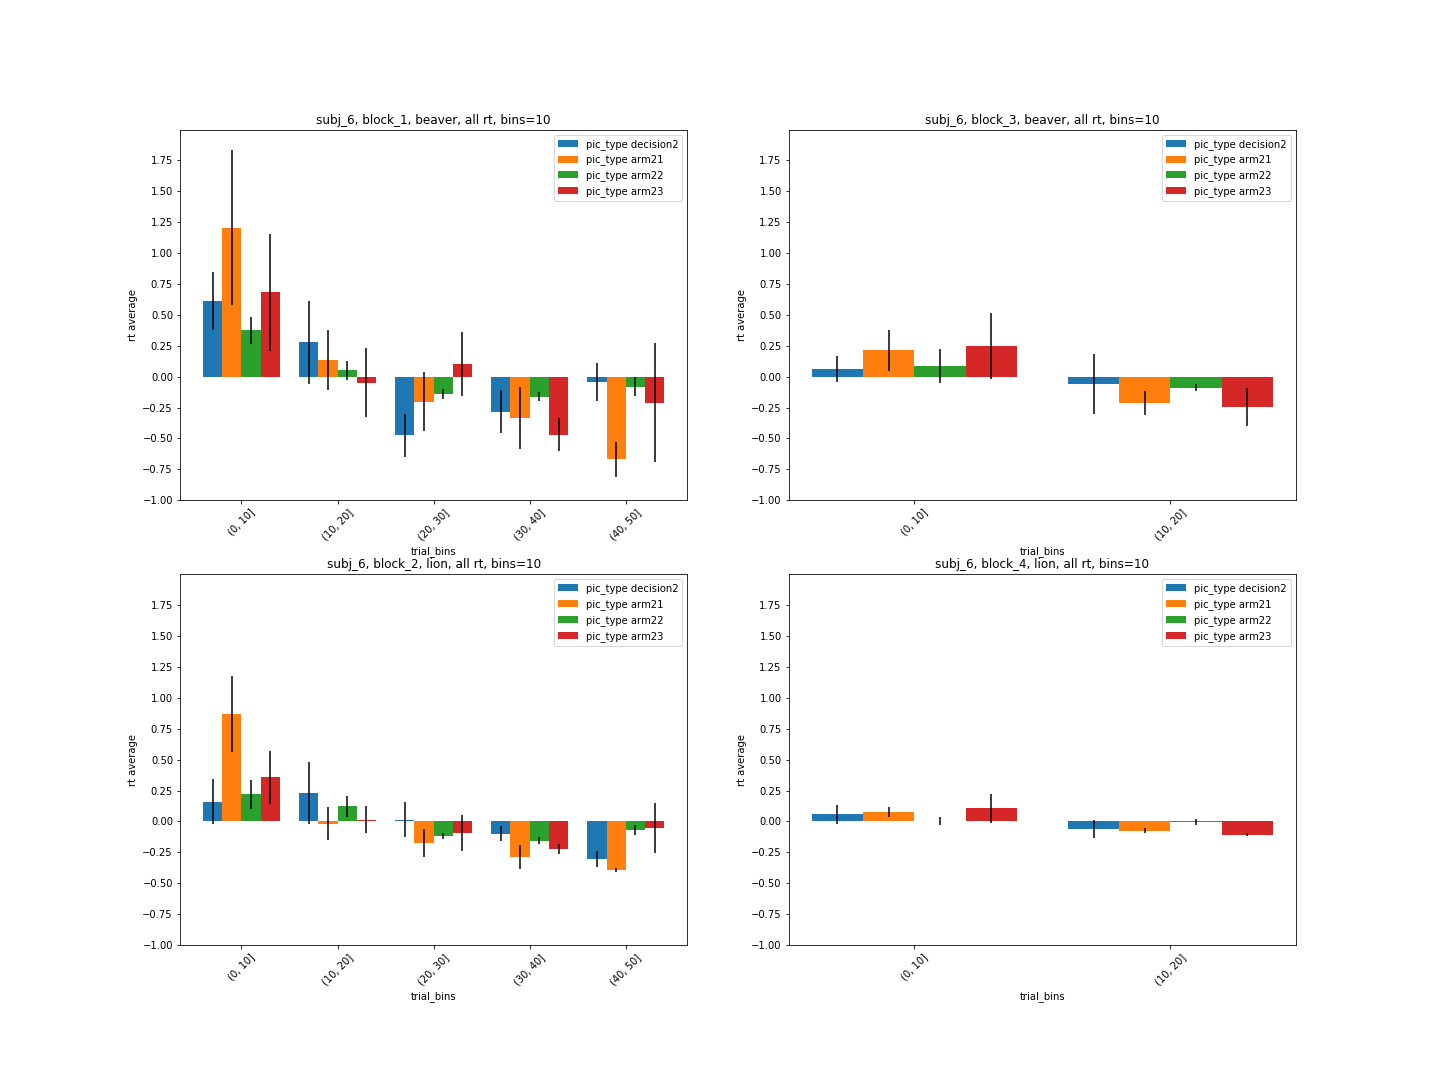 subj_6, block_1, beaver, all rt, bins=10
pic_type decision2
pic_type arm21
pic_type arm22
pic_type arm23
1.75
1.50
1.25
1.00
0.75
0.50
0.25
0.00
−0.25
−0.50
−0.75
−1.00
rt average
(0, 10]
(10, 20]
(20, 30]
(30, 40]
(40, 50]
trial_bins
subj_6, block_3, beaver, all rt, bins=10
pic_type decision2
pic_type arm21
pic_type arm22
pic_type arm23
1.75
1.50
1.25
1.00
0.75
0.50
0.25
0.00
−0.25
−0.50
−0.75
−1.00
rt average
(0, 10]
(10, 20]
trial_bins
subj_6, block_2, lion, all rt, bins=10
pic_type decision2
pic_type arm21
pic_type arm22
pic_type arm23
1.75
1.50
1.25
1.00
0.75
0.50
0.25
0.00
−0.25
−0.50
−0.75
−1.00
rt average
(0, 10]
(10, 20]
(20, 30]
(30, 40]
(40, 50]
trial_bins
subj_6, block_4, lion, all rt, bins=10
pic_type decision2
pic_type arm21
pic_type arm22
pic_type arm23
1.75
1.50
1.25
1.00
0.75
0.50
0.25
0.00
−0.25
−0.50
−0.75
−1.00
rt average
(0, 10]
(10, 20]
trial_bins